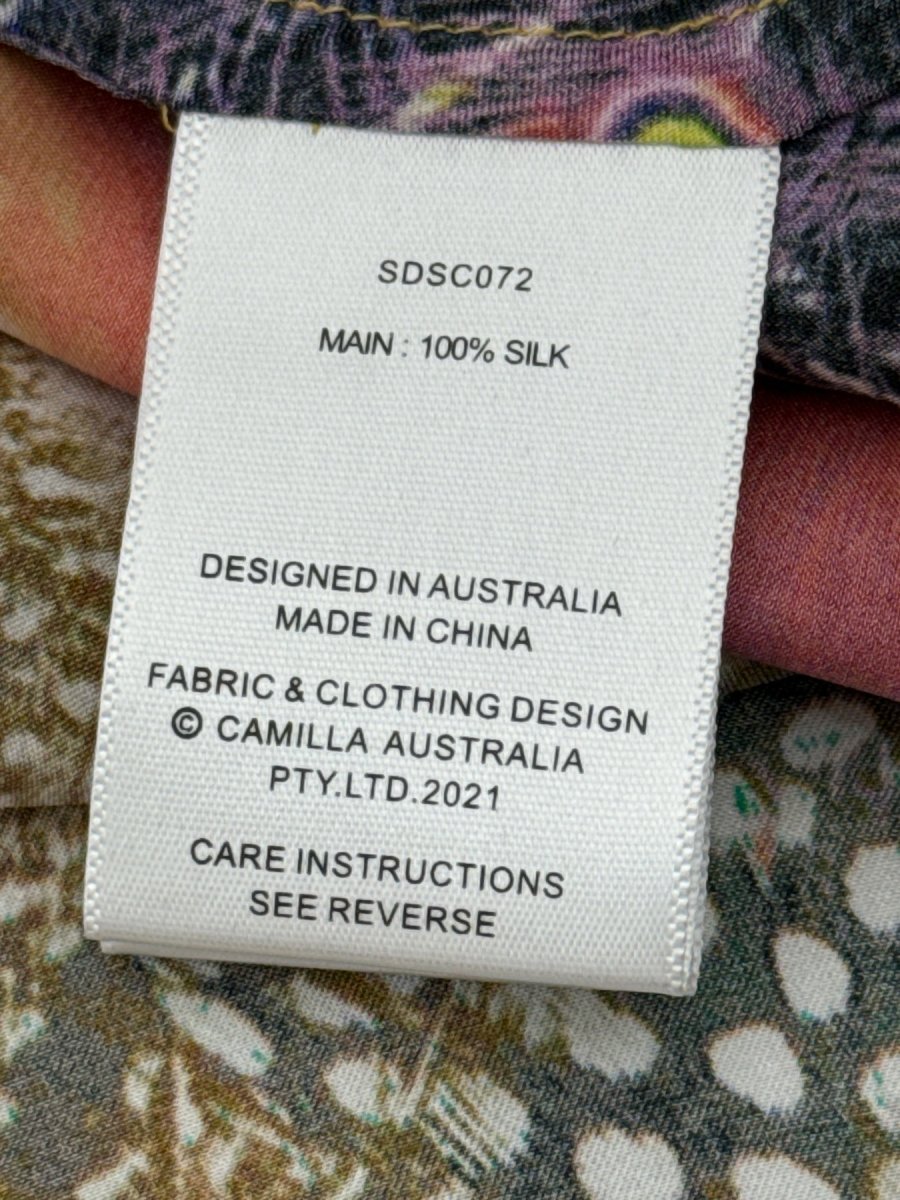 SDSC072
MAIN : 100% SILK
DESIGNED IN AUSTRALIA
MADE IN CHINA
FABRIC & CLOTHING DESIGN
© CAMILLA AUSTRALIA
PTY.LTD.2021
CARE INSTRUCTIONS
SEE REVERSE